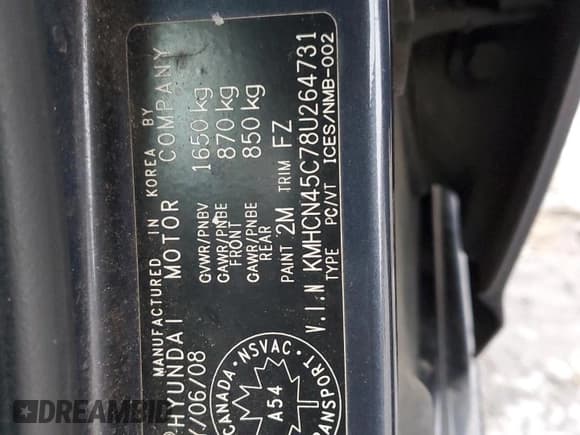 MANUFACTURED IN KOREA BY
HYUNDAI MOTOR COMPANY
/06/08
GVWR/PNBV 1650 kg
GAWR/PNBE FRONT 870 kg
GAWR/PNBE REAR 850 kg
PAINT 2M TRIM FZ
V.I.N KMHCN45C78U264731
TYPE PC/VT ICES/NMB-002
CANADA · NSVAC ·
TRANSPORT
A54
DREAMBID